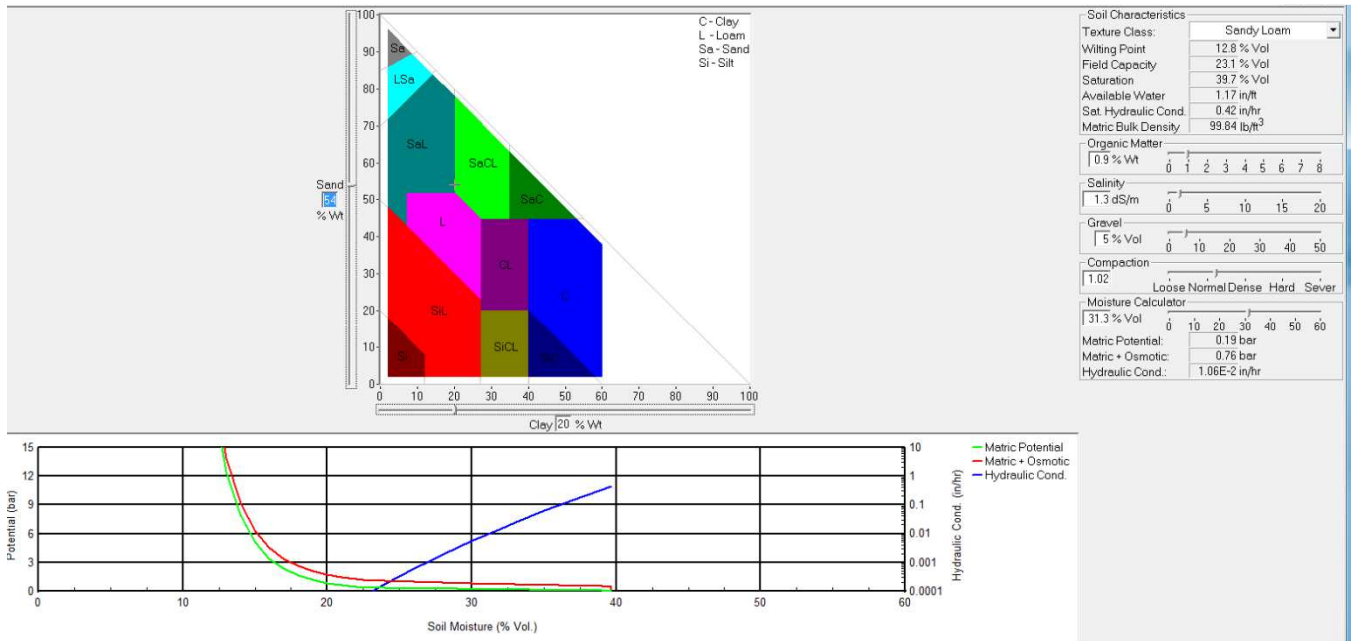 C - Clay
L - Loam
Sa - Sand
Si - Silt
100
90
80
70
60
50
40
30
20
10
0
Sand
54
% Wt
Sa
LSa
SaL
SaCL
SaC
L
CL
C
SiL
SiCL
Si
0 10 20 30 40 50 60 70 80 90 100
Clay 20 % Wt
Soil Characteristics
Texture Class: Sandy Loam
Wilting Point 12.8 % Vol
Field Capacity 23.1 % Vol
Saturation 39.7 % Vol
Available Water 1.17 in/ft
Sat. Hydraulic Cond. 0.42 in/hr
Matric Bulk Density 99.84 lb/ft³
Organic Matter
0.9 % Wt 0 1 2 3 4 5 6 7 8
Salinity
1.3 dS/m 0 5 10 15 20
Gravel
5 % Vol 0 10 20 30 40 50
Compaction
1.02
Loose Normal Dense Hard Sever
Moisture Calculator
31.3 % Vol 0 10 20 30 40 50 60
Matric Potential: 0.19 bar
Matric + Osmotic: 0.76 bar
Hydraulic Cond.: 1.06E-2 in/hr
Potential (bar)
15
12
9
6
3
0
0 10 20 30 40 50 60
Soil Moisture (% Vol.)
10
1
0.1
0.01
0.001
0.0001
Hydraulic Cond. (in/hr)
Matric Potential
Matric + Osmotic
Hydraulic Cond.